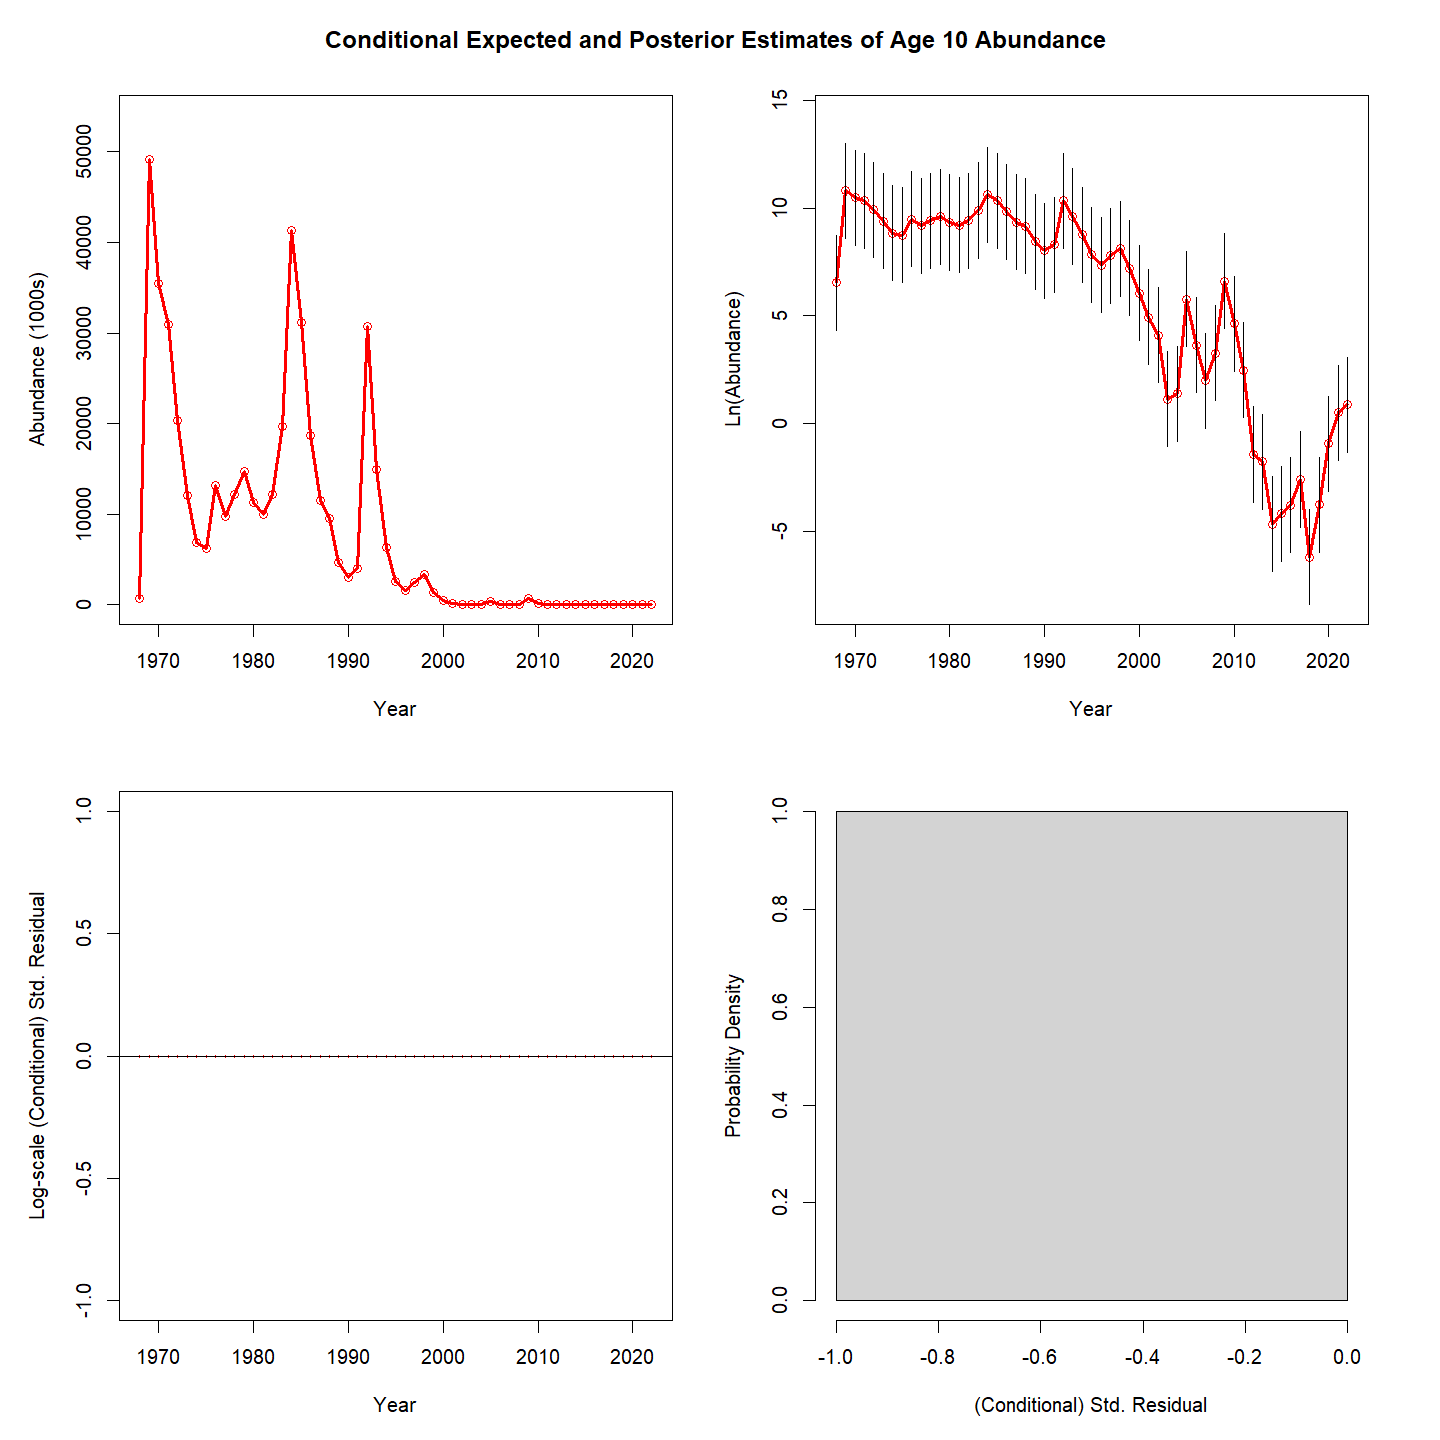 Conditional Expected and Posterior Estimates of Age 10 Abundance
Abundance (1000s)
50000
40000
30000
20000
10000
0
1970 1980 1990 2000 2010 2020
Year
Ln(Abundance)
15
10
5
0
-5
1970 1980 1990 2000 2010 2020
Year
Log-scale (Conditional) Std. Residual
1.0
0.5
0.0
-0.5
-1.0
1970 1980 1990 2000 2010 2020
Year
Probability Density
1.0
0.8
0.6
0.4
0.2
0.0
-1.0 -0.8 -0.6 -0.4 -0.2 0.0
(Conditional) Std. Residual